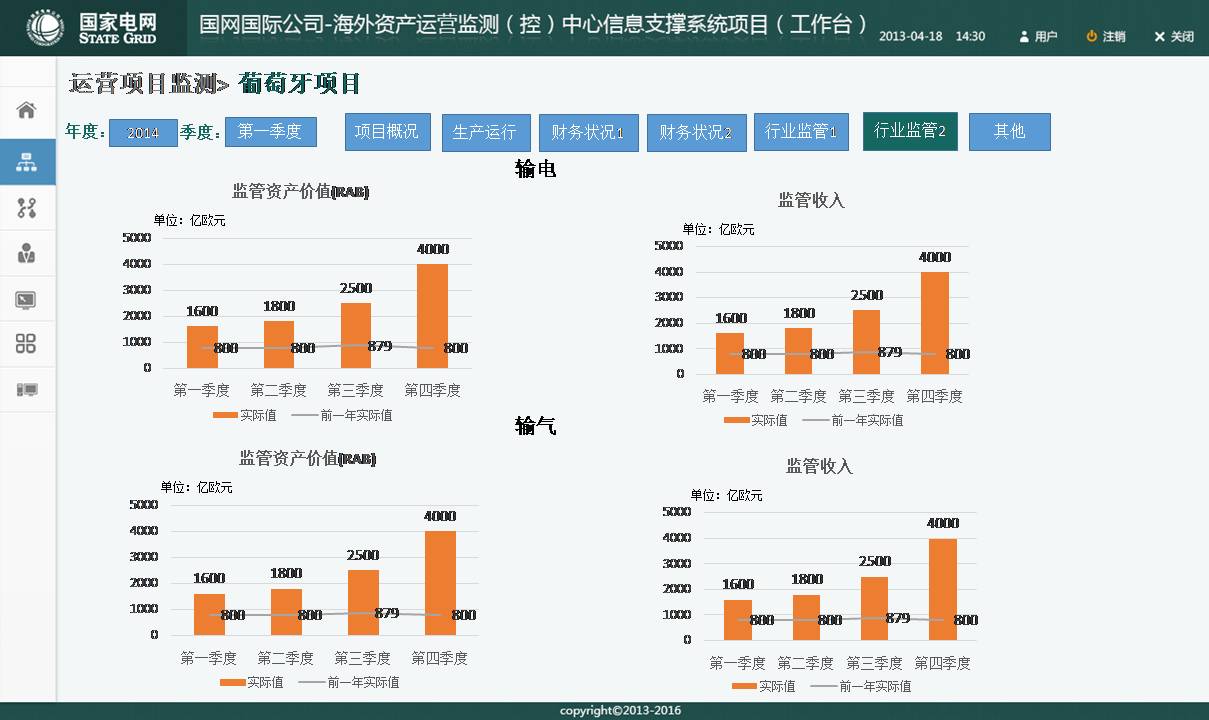 国家电网
STATE GRID
国网国际公司-海外资产运营监测（控）中心信息支撑系统项目（工作台）
2013-04-18 14:30 用户 注销 关闭
运营项目监测> 葡萄牙项目
年度： 2014 季度： 第一季度 项目概况 生产运行 财务状况1 财务状况2 行业监管1 行业监管2 其他
输电
监管资产价值(RAB)
单位：亿欧元
5000
4000
3000
2000
1000
0
1600 1800 2500 4000
800 800 879 800
第一季度 第二季度 第三季度 第四季度
实际值 前一年实际值
监管收入
单位：亿欧元
5000
4000
3000
2000
1000
0
1600 1800 2500 4000
800 800 879 800
第一季度 第二季度 第三季度 第四季度
实际值 前一年实际值
输气
监管资产价值(RAB)
单位：亿欧元
5000
4000
3000
2000
1000
0
1600 1800 2500 4000
800 800 879 800
第一季度 第二季度 第三季度 第四季度
实际值 前一年实际值
监管收入
单位：亿欧元
5000
4000
3000
2000
1000
0
1600 1800 2500 4000
800 800 879 800
第一季度 第二季度 第三季度 第四季度
实际值 前一年实际值
copyright©2013-2016